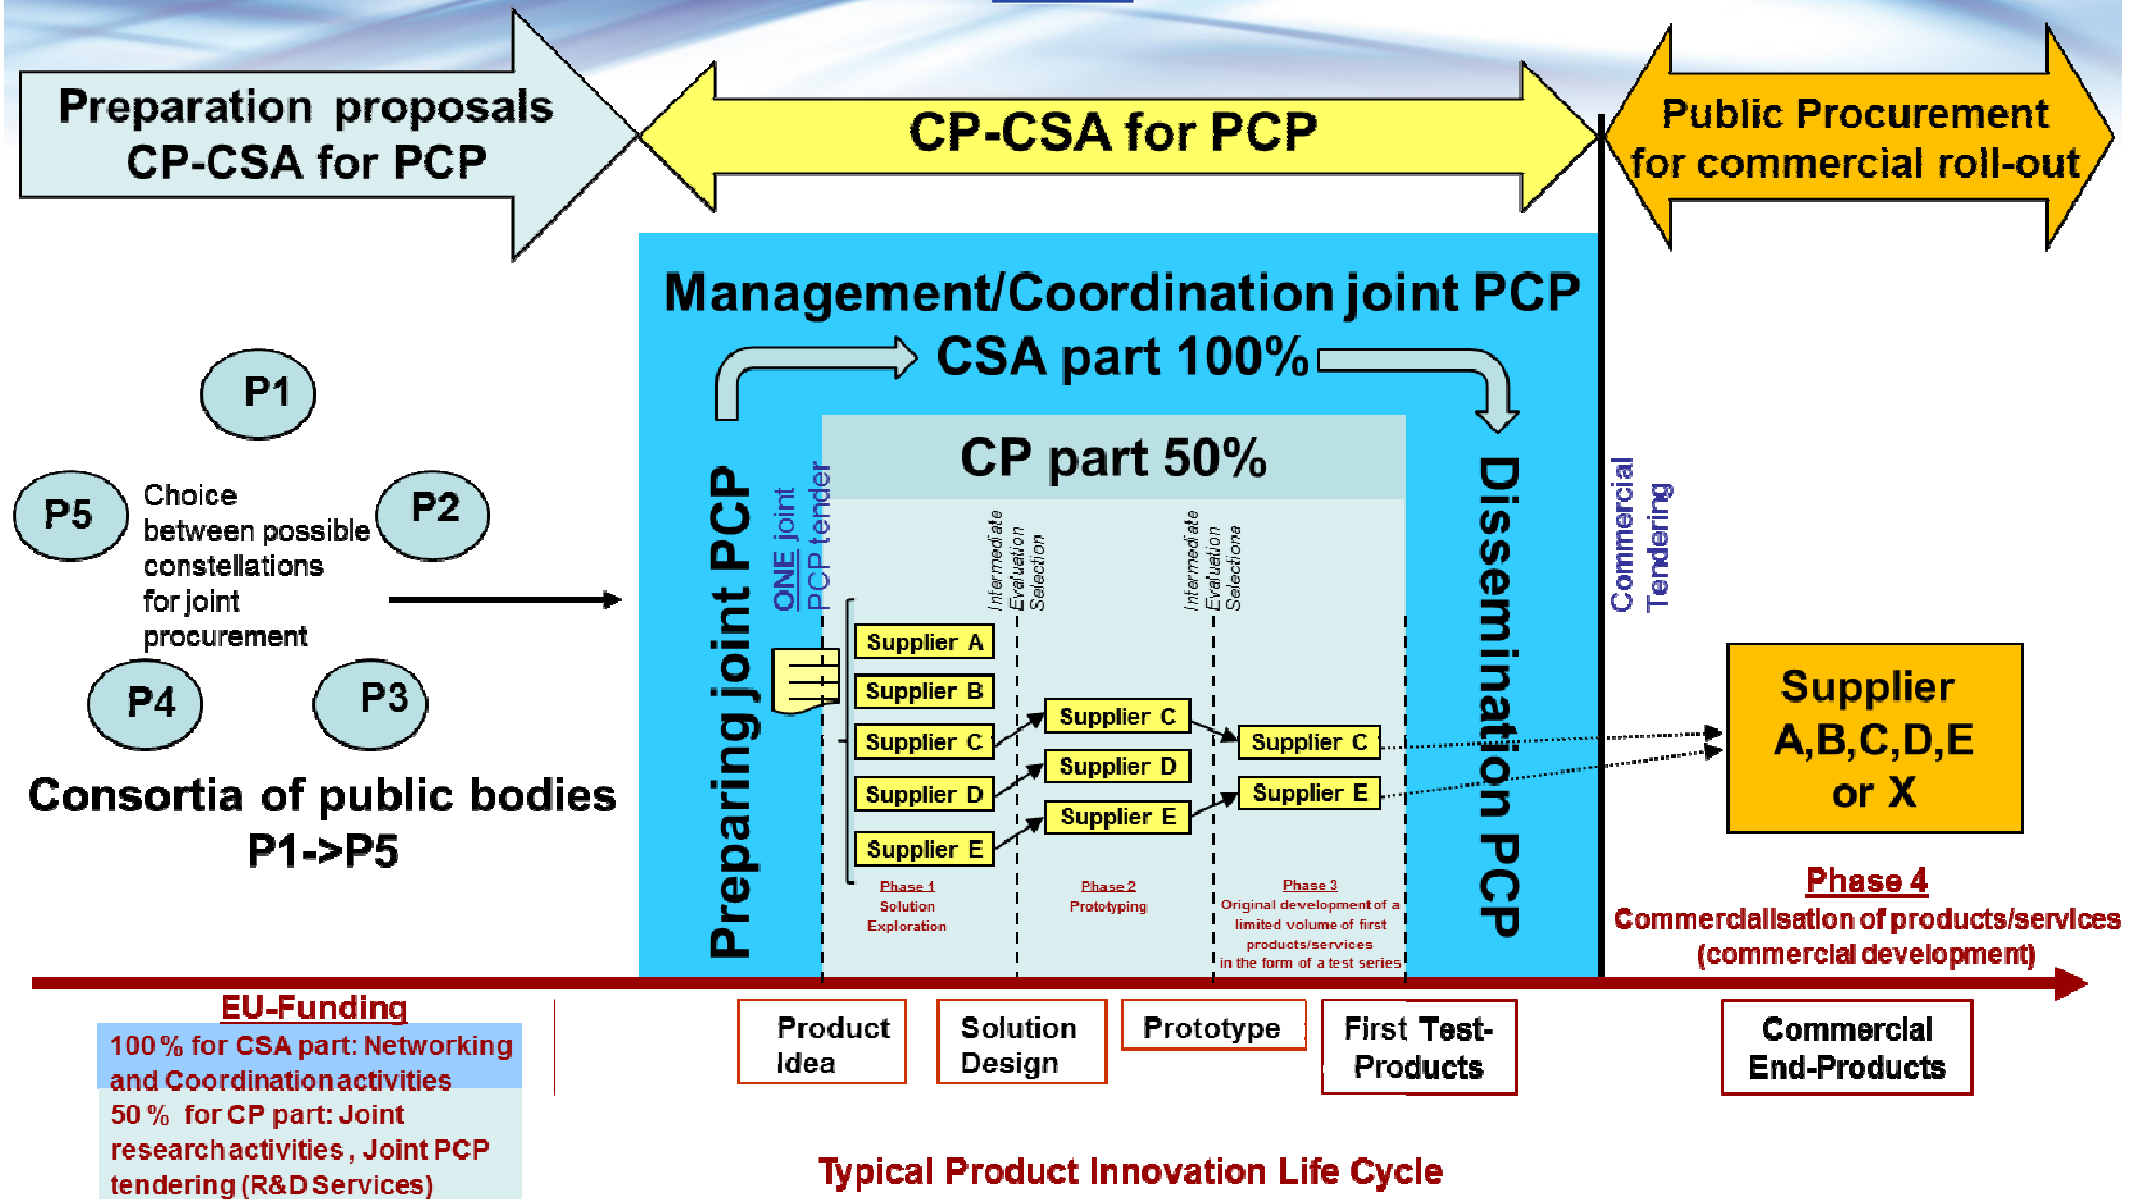 Preparation proposals
CP-CSA for PCP
CP-CSA for PCP
Public Procurement
for commercial roll-out
Management/Coordination joint PCP
CSA part 100%
CP part 50%
P1
P5
P2
P4
P3
Choice
between possible
constellations
for joint
procurement
Consortia of public bodies
P1->P5
Preparing joint PCP
ONE joint
PCP tender
Intermediate
Evaluation
Selection
Intermediate
Evaluation
Selectiona
Supplier A
Supplier B
Supplier C
Supplier D
Supplier E
Supplier C
Supplier D
Supplier E
Supplier C
Supplier E
Phase 1
Solution
Exploration
Phase 2
Prototyping
Phase 3
Original development of a
limited volume of first
products/services
in the form of a test series
Dissemination PCP
Commercial
Tendering
Supplier
A,B,C,D,E
or X
Phase 4
Commercialisation of products/services
(commercial development)
EU-Funding
100 % for CSA part: Networking
and Coordination activities
50 % for CP part: Joint
research activities , Joint PCP
tendering (R&D Services)
Product
Idea
Solution
Design
Prototype
First Test-
Products
Commercial
End-Products
Typical Product Innovation Life Cycle